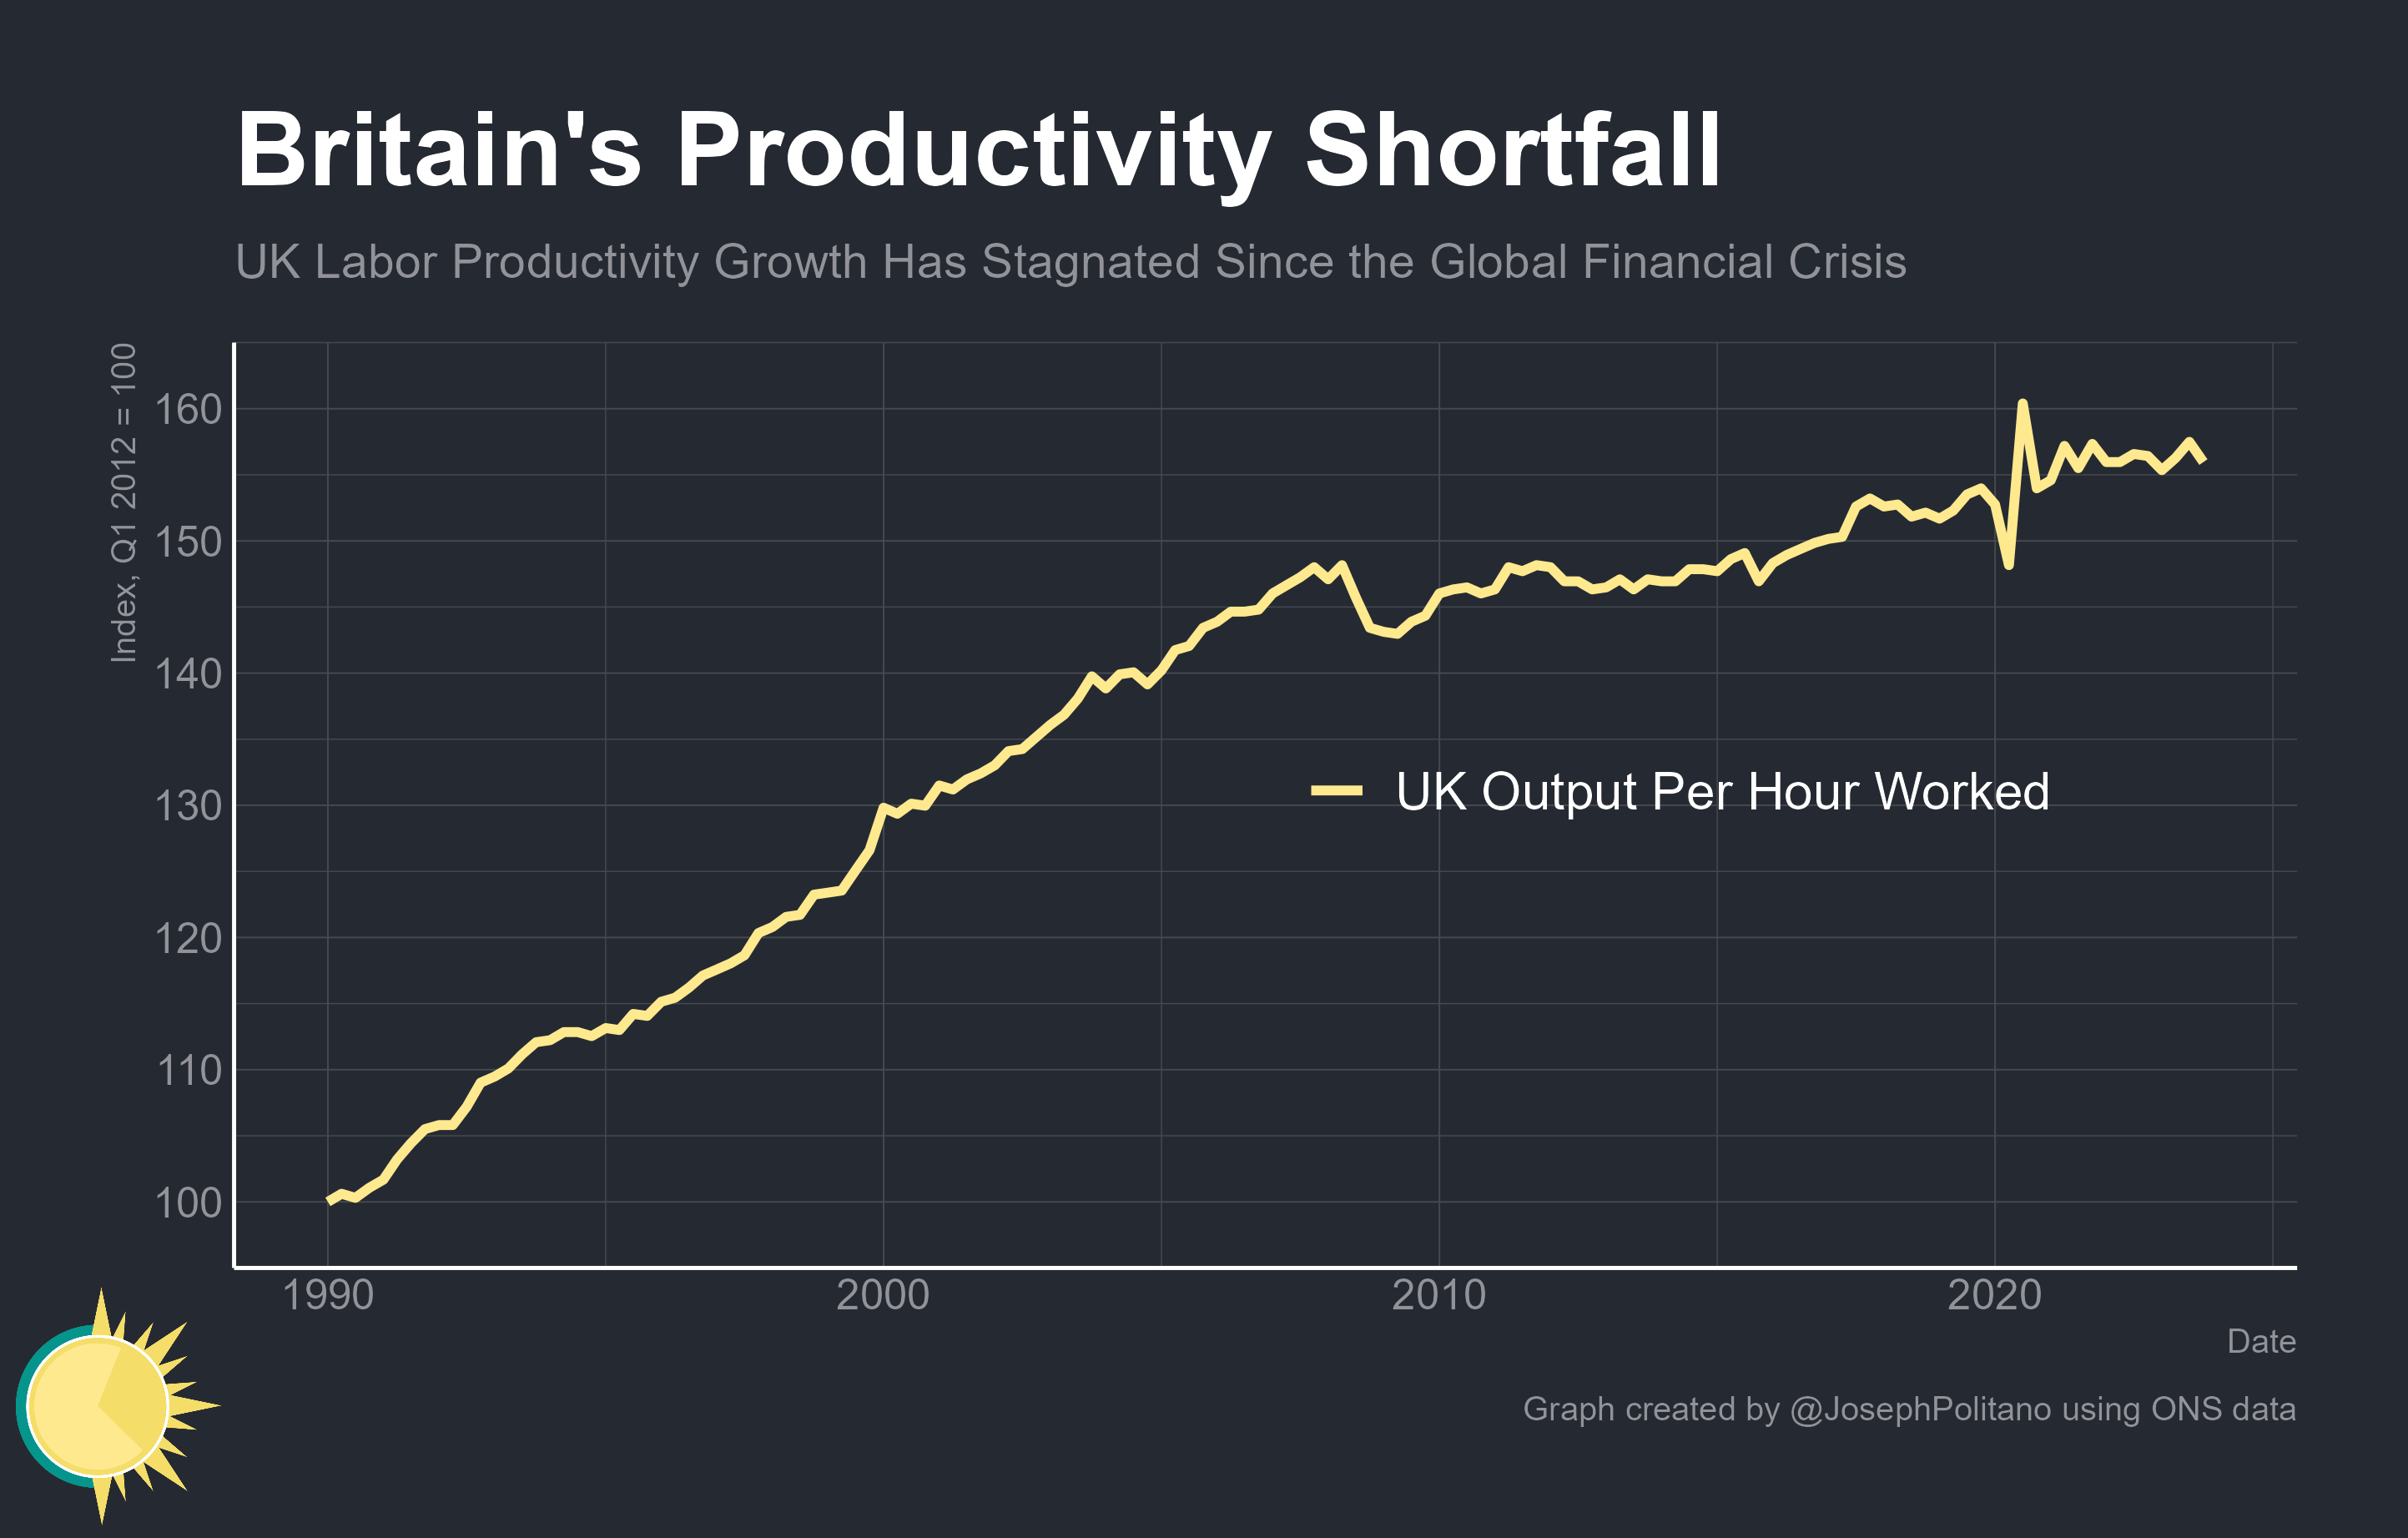 Britain's Productivity Shortfall
UK Labor Productivity Growth Has Stagnated Since the Global Financial Crisis
Index, Q1 2012 = 100
160
150
140
130
120
110
100
UK Output Per Hour Worked
1990 2000 2010 2020
Date
Graph created by @JosephPolitano using ONS data